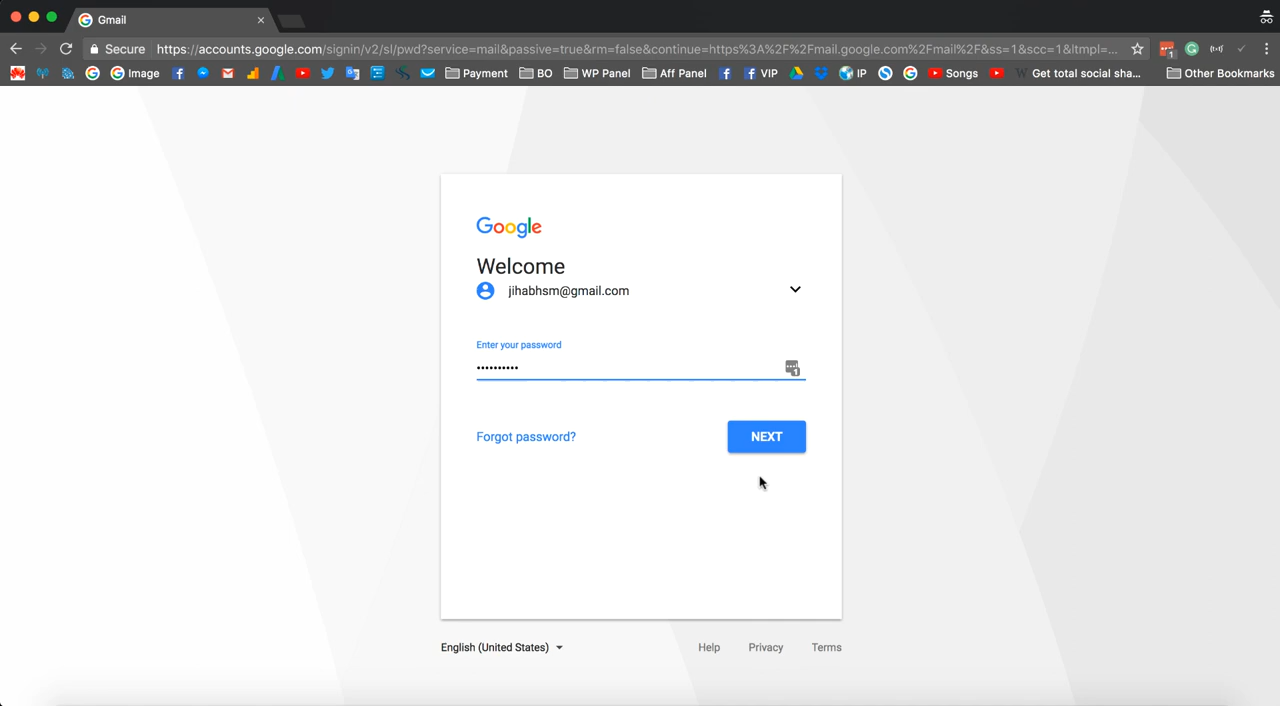 Gmail
Secure https://accounts.google.com/signin/v2/sl/pwd?service=mail&passive=true&rm=false&continue=https%3A%2F%2Fmail.google.com%2Fmail%2F&ss=1&scc=1&ltmpl=...
Image Payment BO WP Panel Aff Panel VIP IP Songs W Get total social sha... Other Bookmarks
Google
Welcome
jihabhsm@gmail.com
Enter your password
••••••••••
Forgot password? NEXT
English (United States) Help Privacy Terms